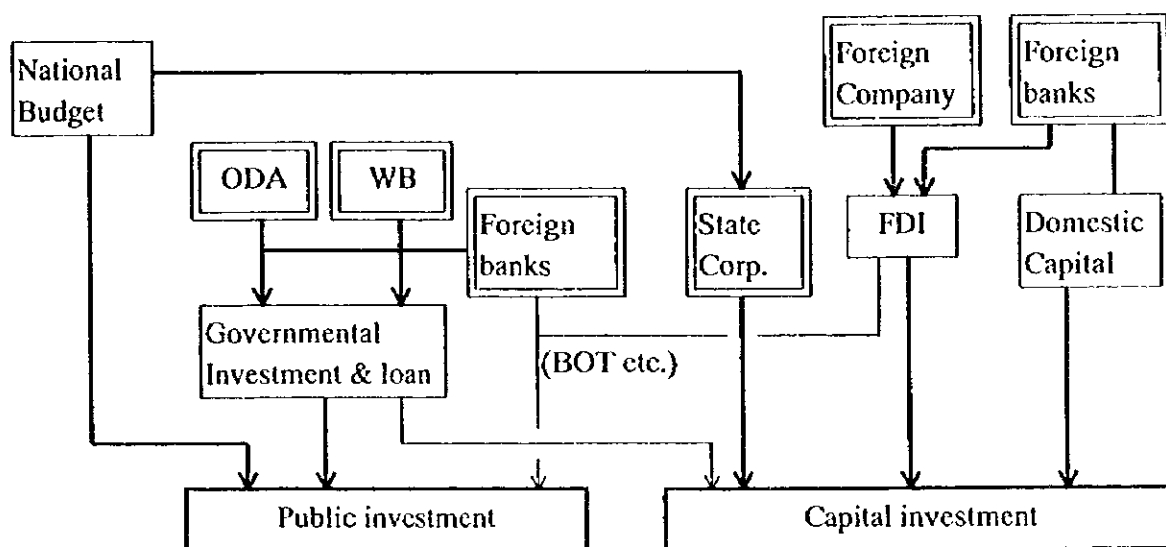 National
Budget
Foreign
Company
Foreign
banks
ODA
WB
Foreign
banks
State
Corp.
FDI
Domestic
Capital
Governmental
Investment & loan
(BOT etc.)
Public investment
Capital investment